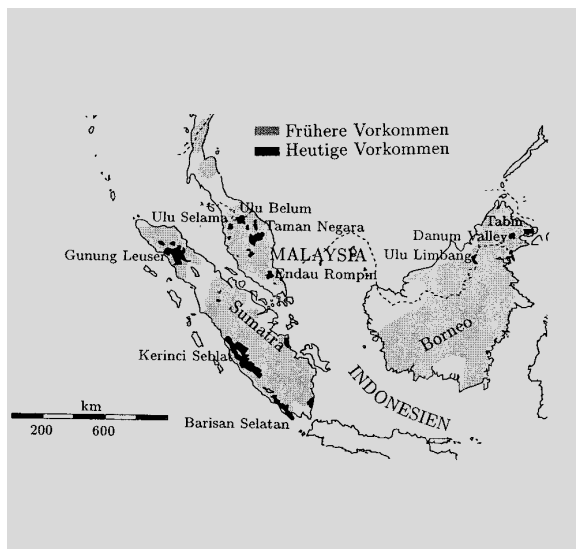 Frühere Vorkommen
Heutige Vorkommen
Ulu Belum
Ulu Selama
Taman Negara
Tabin
Danum Valley
MALAYSIA
Ulu Limbang
Gunung Leuser
Endau Rompin
Sumatra
Borneo
Kerinci Seblat
INDONESIEN
km
200 600
Barisan Selatan